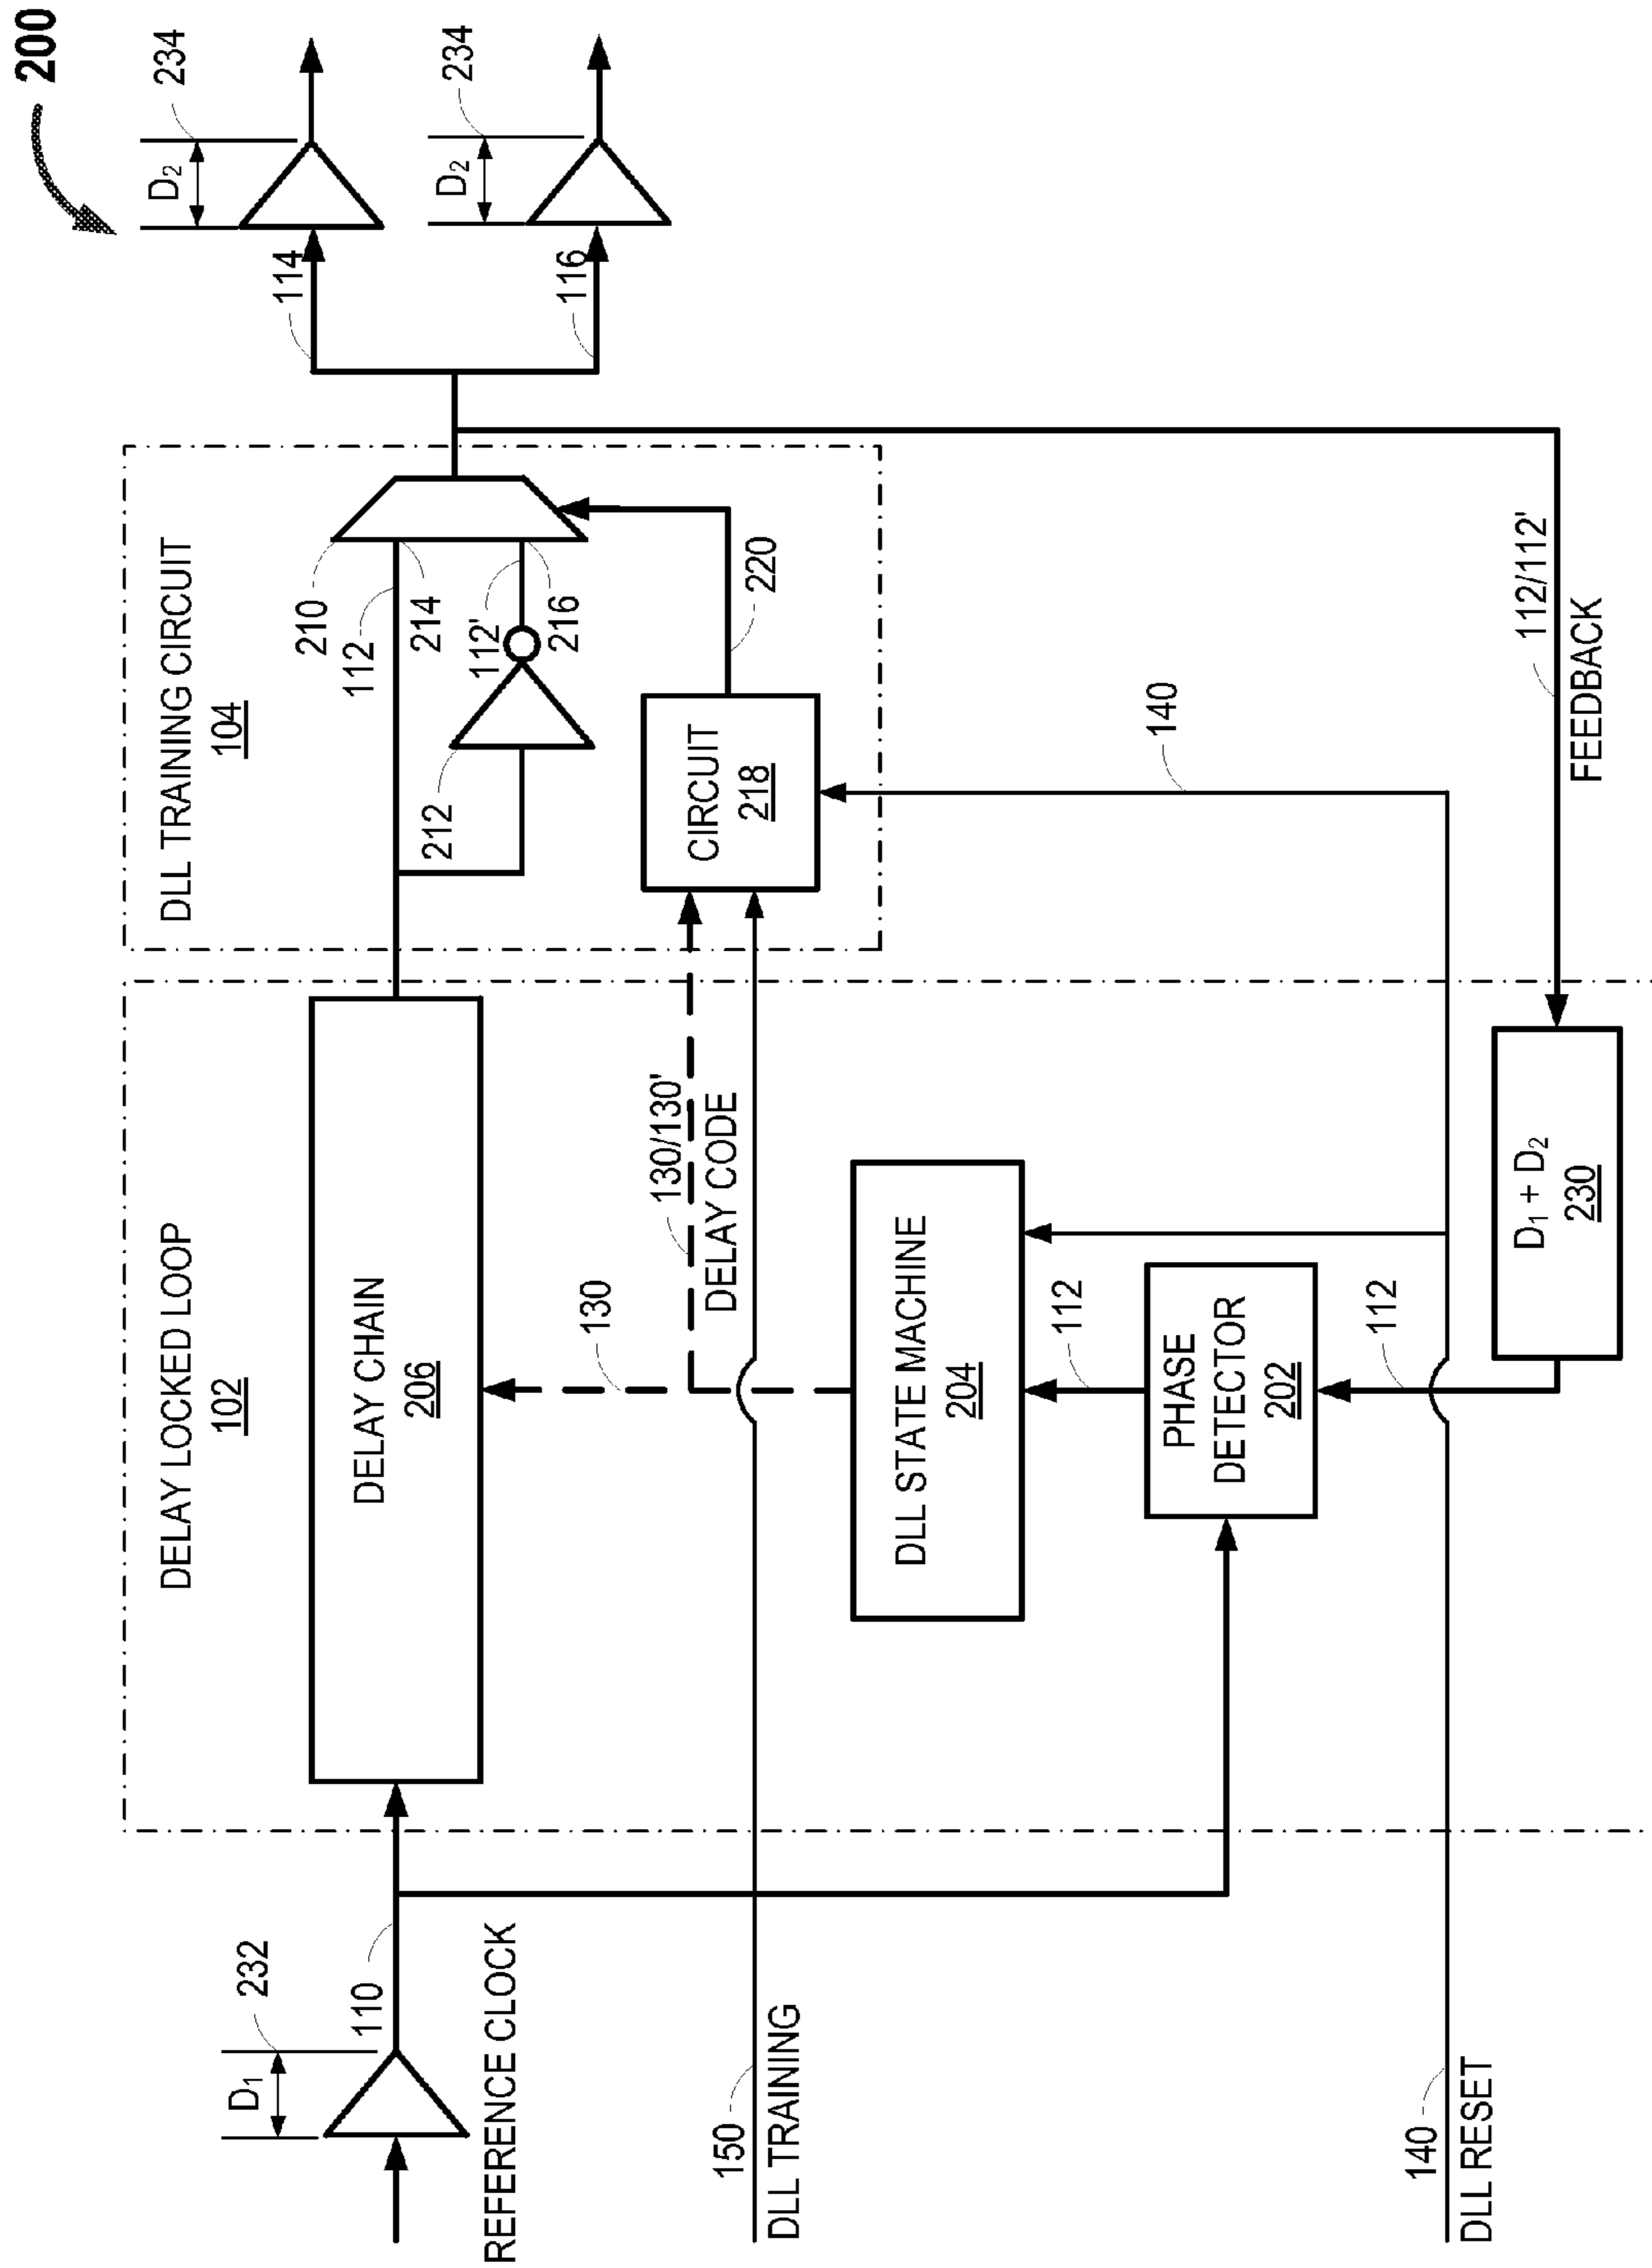 200
DELAY LOCKED LOOP
102
DLL TRAINING CIRCUIT
104
D1
232
110
REFERENCE CLOCK
DELAY CHAIN
206
130
130/130'
DELAY CODE
210
112
214
212
112'
216
CIRCUIT
218
220
114
D2
234
116
D2
234
150
DLL TRAINING
DLL STATE MACHINE
204
112
PHASE
DETECTOR
202
112
140
140
DLL RESET
D1 + D2
230
112/112'
FEEDBACK